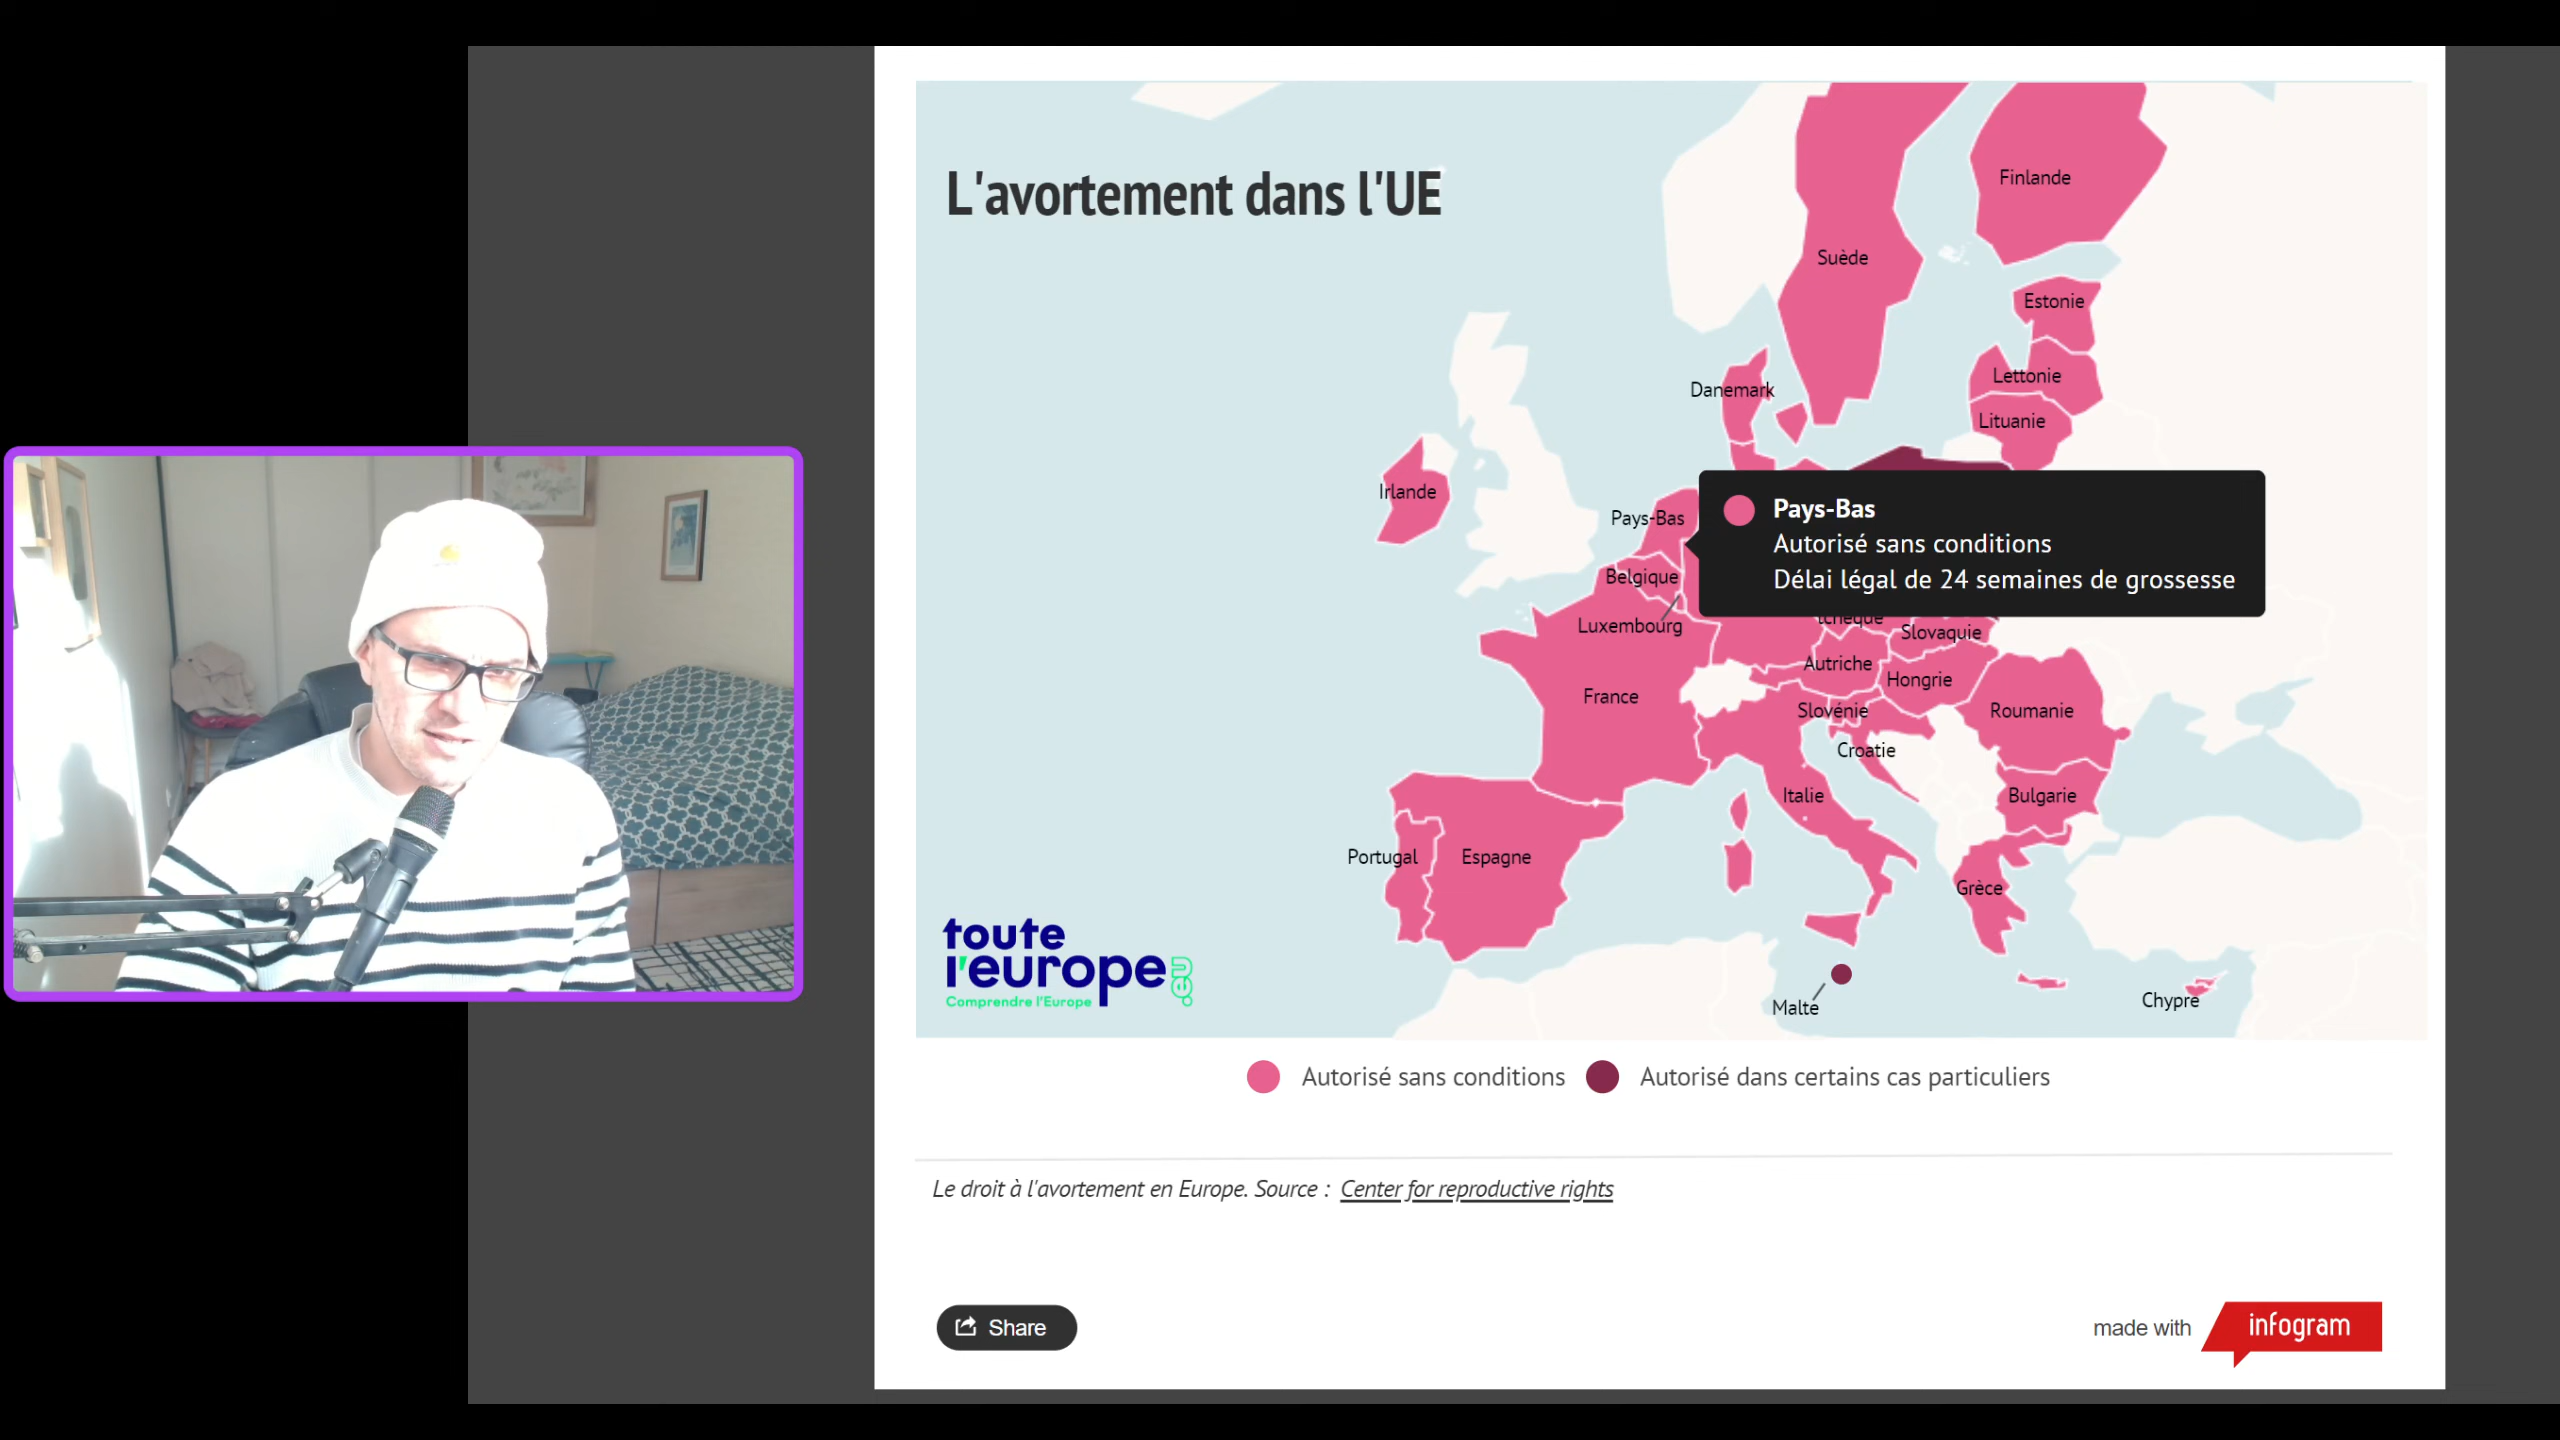 L'avortement dans l'UE
Finlande
Suède
Estonie
Danemark
Lettonie
Lituanie
Irlande
Pays-Bas
Pays-Bas
Autorisé sans conditions
Délai légal de 24 semaines de grossesse
Belgique
Luxembourg
tchèque
Slovaquie
Autriche
Hongrie
France
Slovénie
Roumanie
Croatie
Italie
Bulgarie
Portugal
Espagne
Grèce
Malte
Chypre
toute
l'europe.eu
Comprendre l'Europe
Autorisé sans conditions
Autorisé dans certains cas particuliers
Le droit à l'avortement en Europe. Source : Center for reproductive rights
Share
made with infogram